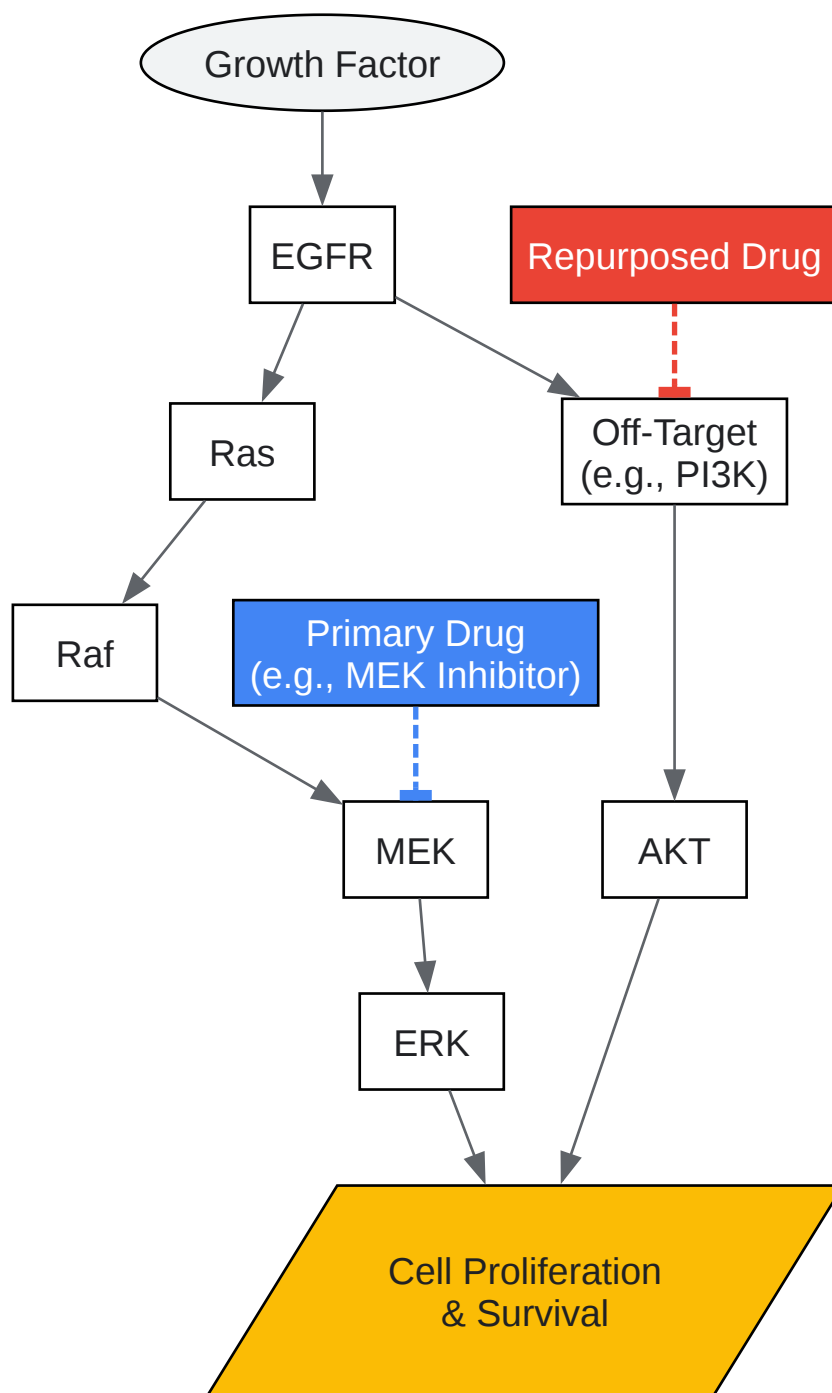 Growth Factor
EGFR
Repurposed Drug
Ras
Off-Target
(e.g., PI3K)
Raf
Primary Drug
(e.g., MEK Inhibitor)
MEK
AKT
ERK
Cell Proliferation
& Survival